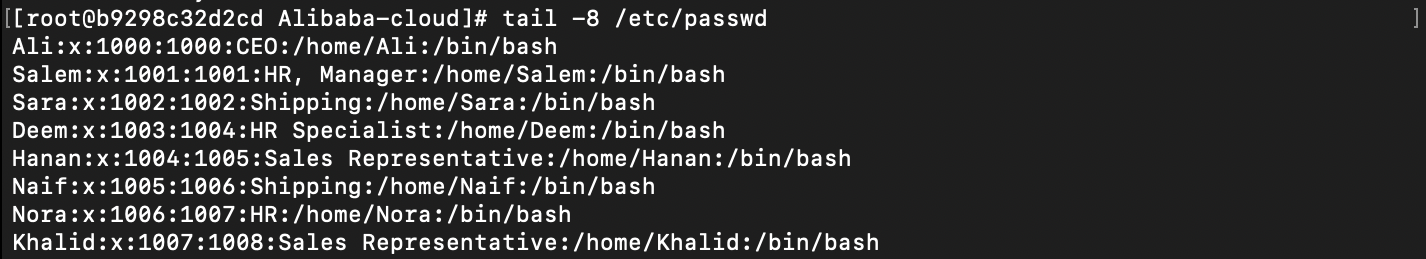 [[root@b9298c32d2cd Alibaba-cloud]# tail -8 /etc/passwd ]
Ali:x:1000:1000:CEO:/home/Ali:/bin/bash
Salem:x:1001:1001:HR, Manager:/home/Salem:/bin/bash
Sara:x:1002:1002:Shipping:/home/Sara:/bin/bash
Deem:x:1003:1004:HR Specialist:/home/Deem:/bin/bash
Hanan:x:1004:1005:Sales Representative:/home/Hanan:/bin/bash
Naif:x:1005:1006:Shipping:/home/Naif:/bin/bash
Nora:x:1006:1007:HR:/home/Nora:/bin/bash
Khalid:x:1007:1008:Sales Representative:/home/Khalid:/bin/bash